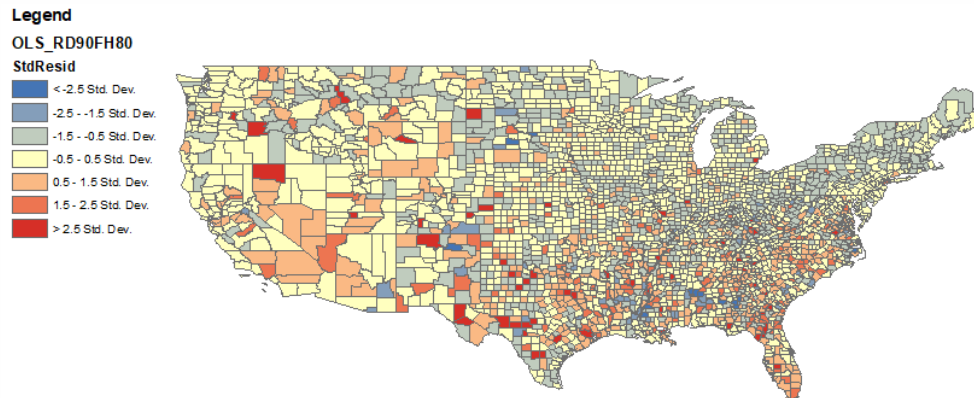 Legend
OLS_RD90FH80
StdResid
< -2.5 Std. Dev.
-2.5 - -1.5 Std. Dev.
-1.5 - -0.5 Std. Dev.
-0.5 - 0.5 Std. Dev.
0.5 - 1.5 Std. Dev.
1.5 - 2.5 Std. Dev.
> 2.5 Std. Dev.